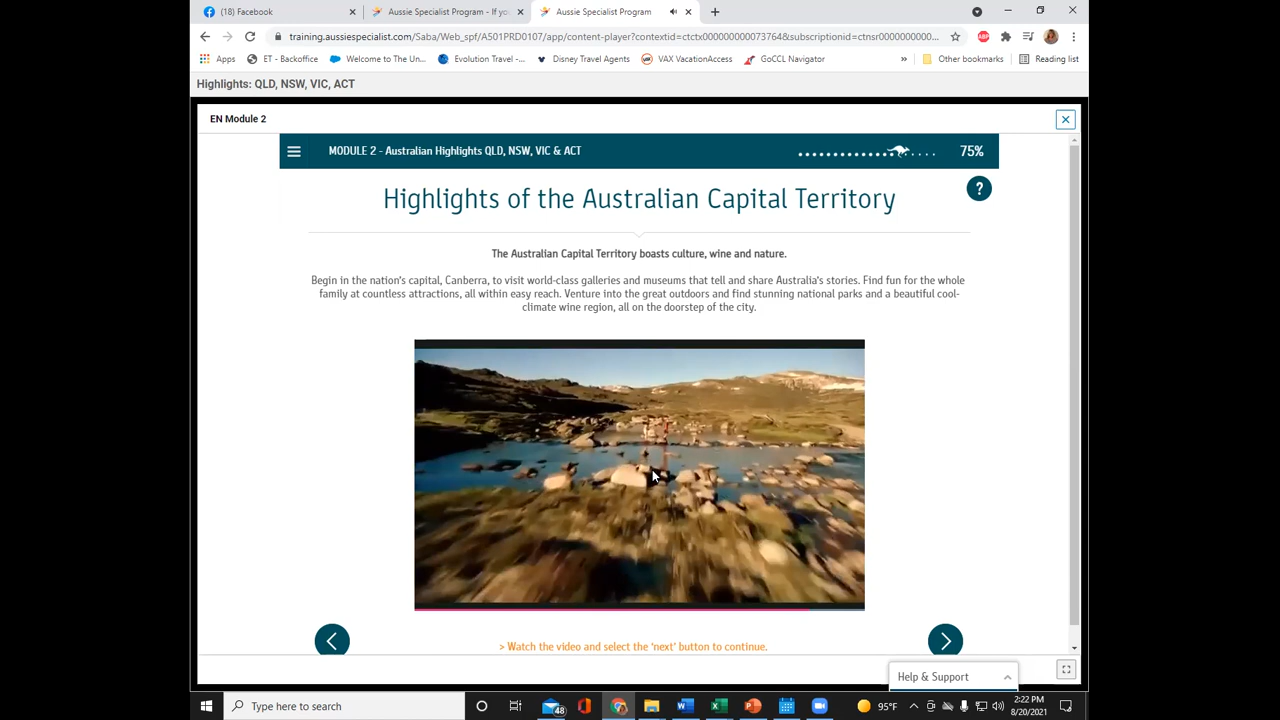 (18) Facebook
Aussie Specialist Program - If yo
Aussie Specialist Program
training.aussiespecialist.com/Saba/Web_spf/A501PRD0107/app/content-player?contextid=ctctx000000000073764&subscriptionid=ctnsr0000000000...
ABP
Apps
ET - Backoffice
Welcome to The Un...
Evolution Travel -...
Disney Travel Agents
VAX VacationAccess
GoCCL Navigator
»
Other bookmarks
Reading list
Highlights: QLD, NSW, VIC, ACT
EN Module 2
MODULE 2 - Australian Highlights QLD, NSW, VIC & ACT
75%
Highlights of the Australian Capital Territory
?
The Australian Capital Territory boasts culture, wine and nature.
Begin in the nation's capital, Canberra, to visit world-class galleries and museums that tell and share Australia's stories. Find fun for the whole
family at countless attractions, all within easy reach. Venture into the great outdoors and find stunning national parks and a beautiful cool-
climate wine region, all on the doorstep of the city.
> Watch the video and select the 'next' button to continue.
Help & Support
Type here to search
48
95°F
2:22 PM
8/20/2021